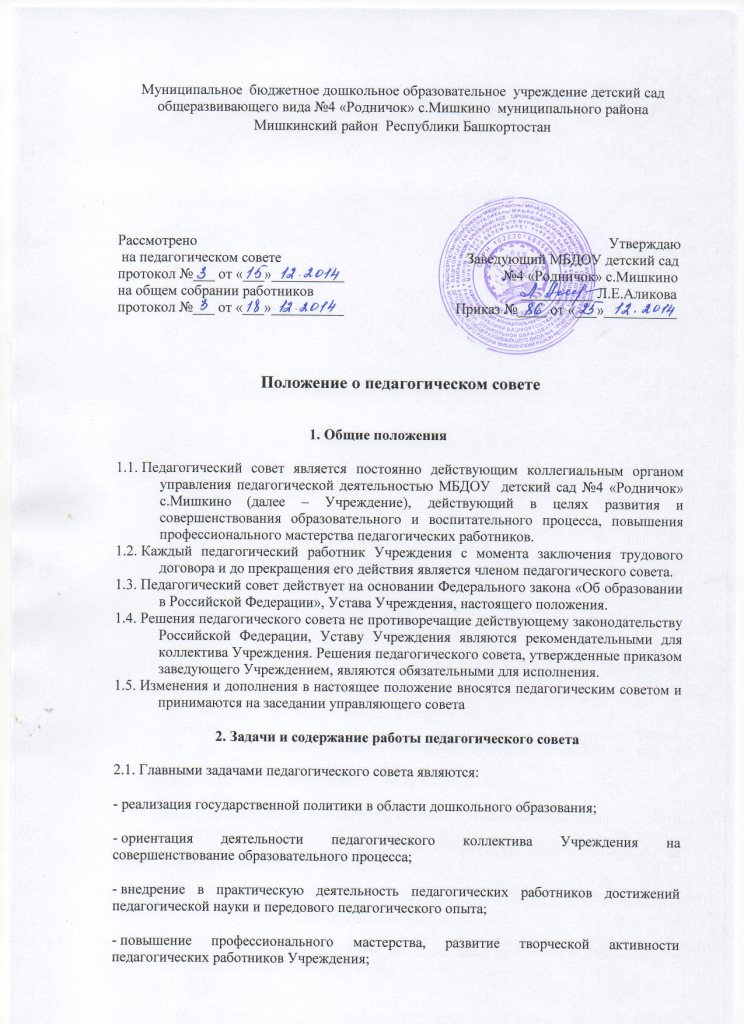 Муниципальное бюджетное дошкольное образовательное учреждение детский сад
общеразвивающего вида №4 «Родничок» с.Мишкино муниципального района
Мишкинский район Республики Башкортостан
Рассмотрено
на педагогическом совете
протокол № 3 от « 15 » 12.2014
на общем собрании работников
протокол № 3 от « 18 » 12.2014
Утверждаю
Заведующий МБДОУ детский сад
№4 «Родничок» с.Мишкино
Л.Е.Аликова
Приказ № 86 от « 25 » 12.2014
Положение о педагогическом совете
1. Общие положения
1.1. Педагогический совет является постоянно действующим коллегиальным органом
управления педагогической деятельностью МБДОУ детский сад №4 «Родничок»
с.Мишкино (далее – Учреждение), действующий в целях развития и
совершенствования образовательного и воспитательного процесса, повышения
профессионального мастерства педагогических работников.
1.2. Каждый педагогический работник Учреждения с момента заключения трудового
договора и до прекращения его действия является членом педагогического совета.
1.3. Педагогический совет действует на основании Федерального закона «Об образовании
в Российской Федерации», Устава Учреждения, настоящего положения.
1.4. Решения педагогического совета не противоречащие действующему законодательству
Российской Федерации, Уставу Учреждения являются рекомендательными для
коллектива Учреждения. Решения педагогического совета, утвержденные приказом
заведующего Учреждением, являются обязательными для исполнения.
1.5. Изменения и дополнения в настоящее положение вносятся педагогическим советом и
принимаются на заседании управляющего совета
2. Задачи и содержание работы педагогического совета
2.1. Главными задачами педагогического совета являются:
- реализация государственной политики в области дошкольного образования;
- ориентация деятельности педагогического коллектива Учреждения на
совершенствование образовательного процесса;
- внедрение в практическую деятельность педагогических работников достижений
педагогической науки и передового педагогического опыта;
- повышение профессионального мастерства, развитие творческой активности
педагогических работников Учреждения;